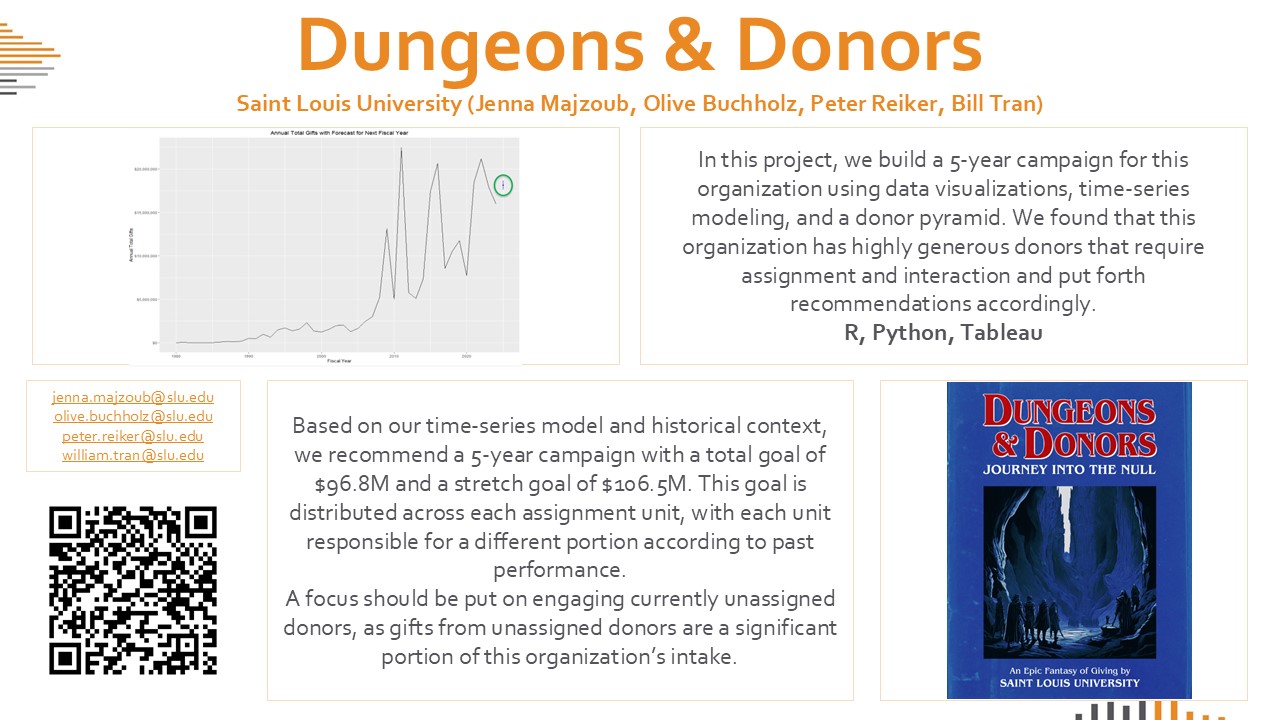 Dungeons & Donors
Saint Louis University (Jenna Majzoub, Olive Buchholz, Peter Reiker, Bill Tran)
Annual Total Gifts with Forecast for Next Fiscal Year
$20,000,000
$15,000,000
$10,000,000
$5,000,000
$0
Annual Total Gifts
1980
1990
2000
2010
2020
Fiscal Year
In this project, we build a 5-year campaign for this
organization using data visualizations, time-series
modeling, and a donor pyramid. We found that this
organization has highly generous donors that require
assignment and interaction and put forth
recommendations accordingly.
R, Python, Tableau
jenna.majzoub@slu.edu
olive.buchholz@slu.edu
peter.reiker@slu.edu
william.tran@slu.edu
Based on our time-series model and historical context,
we recommend a 5-year campaign with a total goal of
$96.8M and a stretch goal of $106.5M. This goal is
distributed across each assignment unit, with each unit
responsible for a different portion according to past
performance.
A focus should be put on engaging currently unassigned
donors, as gifts from unassigned donors are a significant
portion of this organization's intake.
DUNGEONS
& DONORS
JOURNEY INTO THE NULL
An Epic Fantasy of Giving by
SAINT LOUIS UNIVERSITY